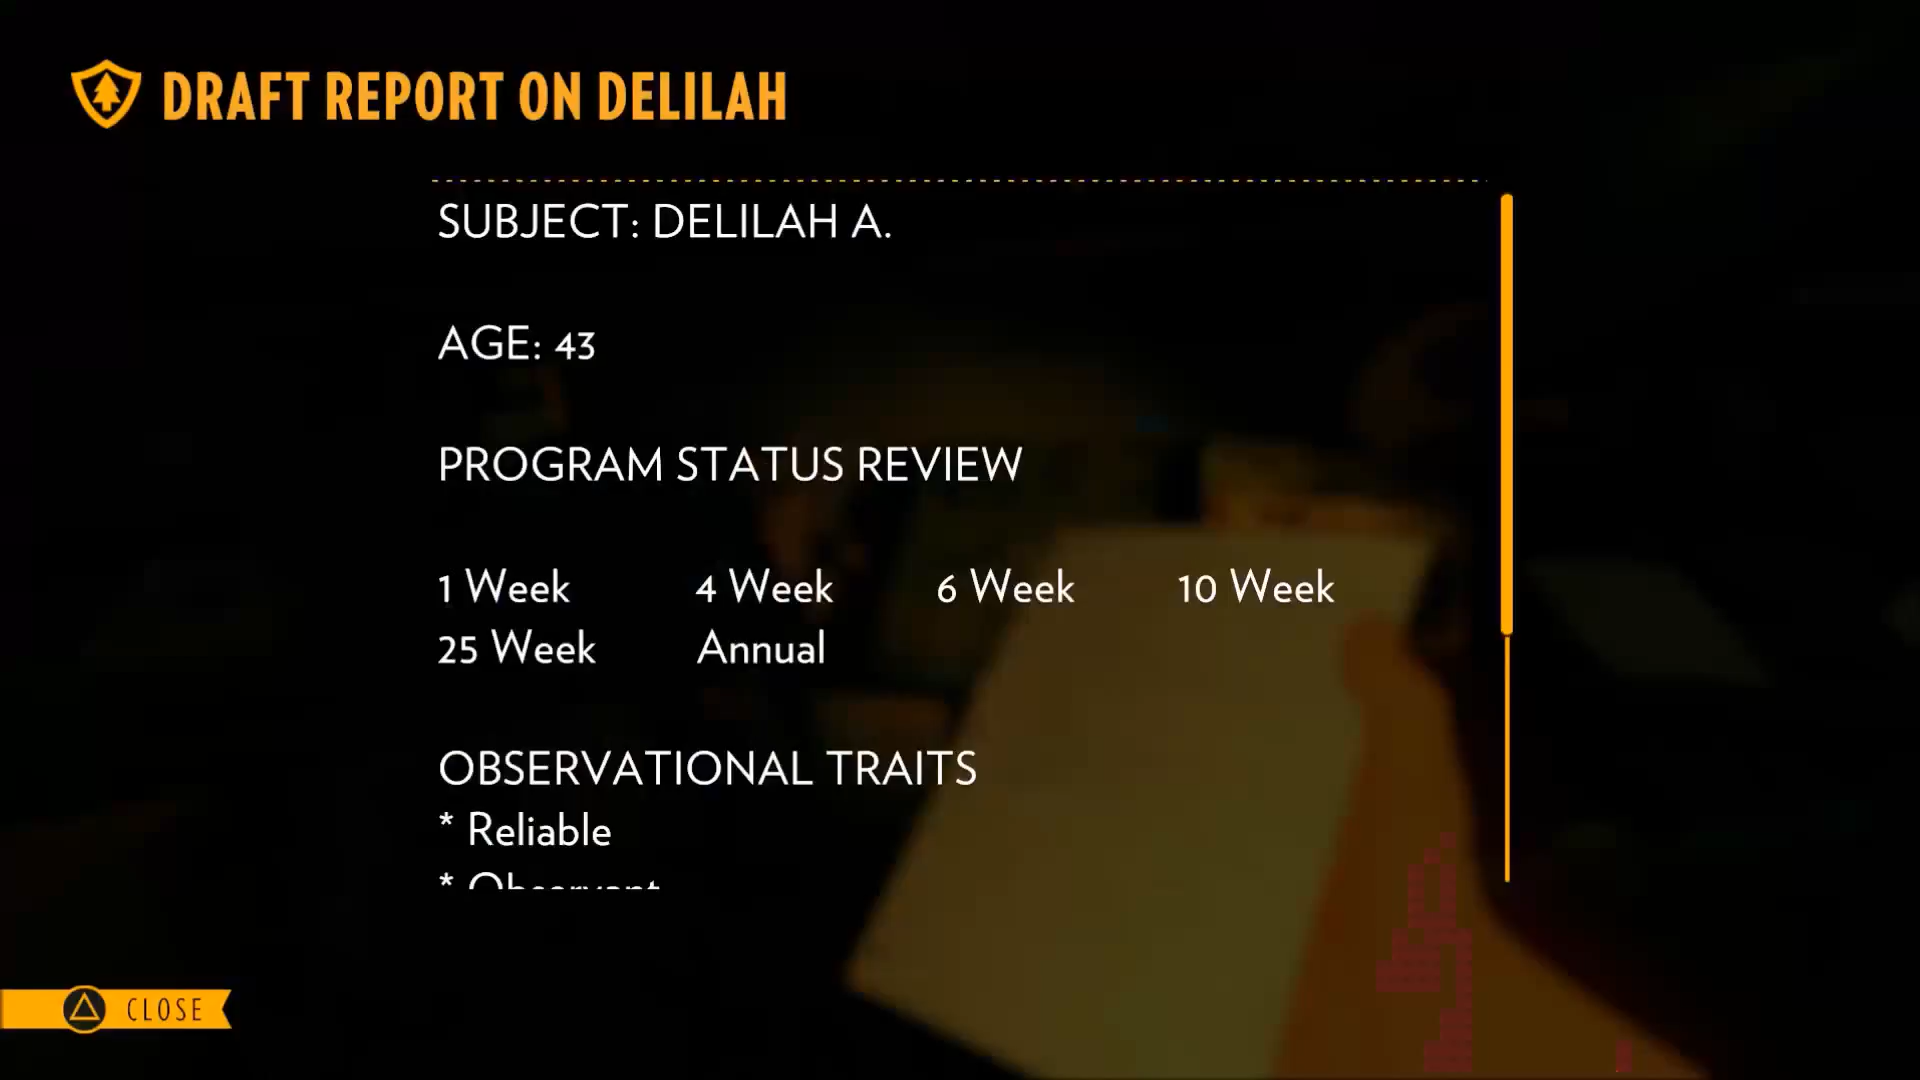 DRAFT REPORT ON DELILAH
SUBJECT: DELILAH A.
AGE: 43
PROGRAM STATUS REVIEW
1 Week 4 Week 6 Week 10 Week
25 Week Annual
OBSERVATIONAL TRAITS
* Reliable
* Observant
CLOSE